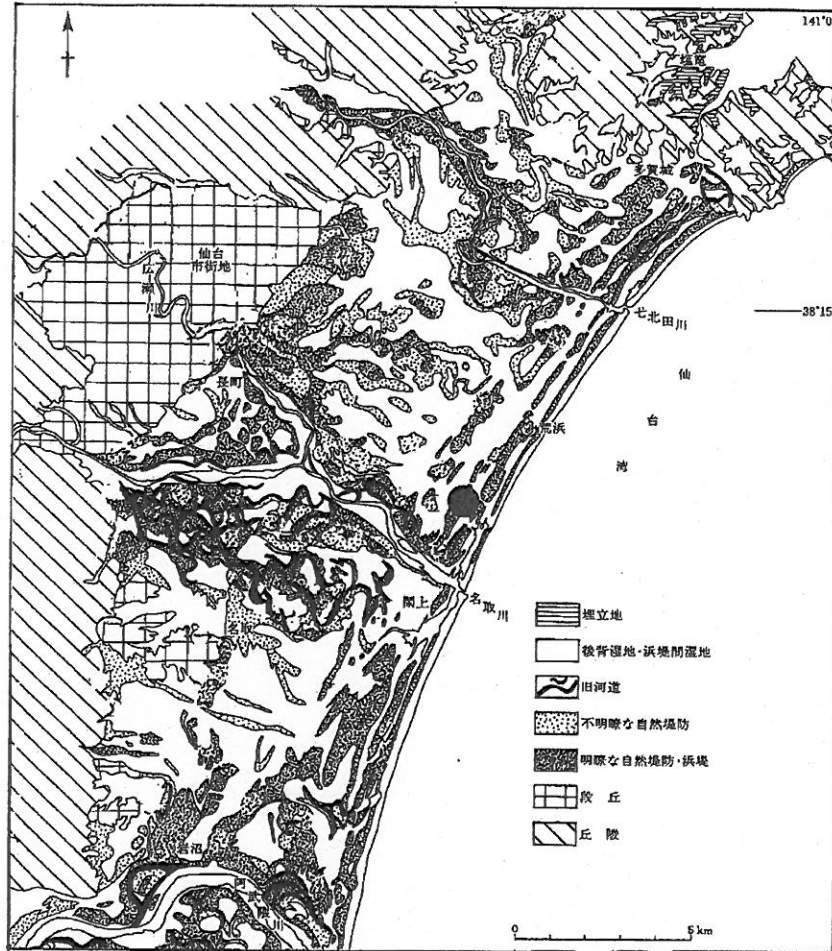 141°0
塩竈
多賀城
仙台
市街地
広瀬川
七北田川
38°15
長町
荒浜
仙台湾
閖上
名取川
名取
岩沼
阿武隈川
埋立地
後背湿地・浜堤間湿地
旧河道
不明瞭な自然堤防
明瞭な自然堤防・浜堤
段丘
丘陵
0
5km